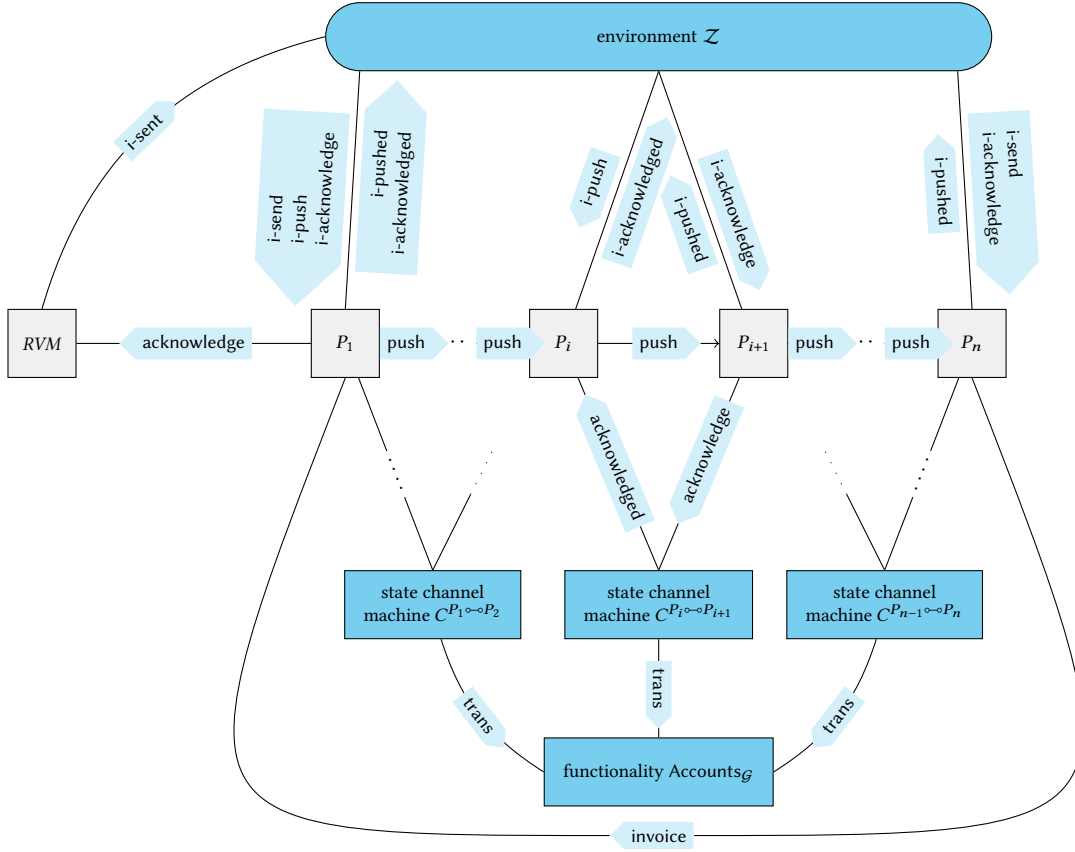 environment 𝒵
i-sent
i-send
i-push
i-acknowledge
i-pushed
i-acknowledged
i-push
i-acknowledged
i-pushed
i-acknowledge
i-pushed
i-send
i-acknowledge
RVM
acknowledge
P₁
push
··
push
Pᵢ
push
Pᵢ₊₁
push
··
push
Pₙ
acknowledged
acknowledge
state channel
machine C^{P₁⊶⊷P₂}
state channel
machine C^{Pᵢ⊶⊷Pᵢ₊₁}
state channel
machine C^{Pₙ₋₁⊶⊷Pₙ}
trans
trans
trans
functionality Accounts_𝒢
invoice